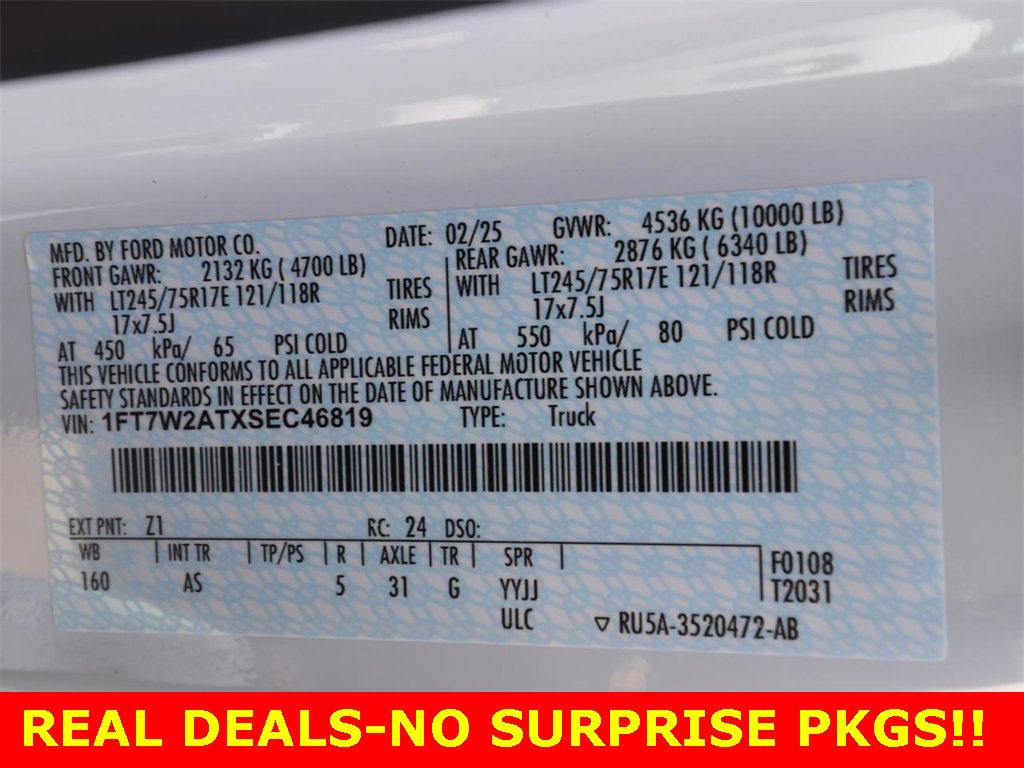 MFD. BY FORD MOTOR CO. DATE: 02/25 GVWR: 4536 KG (10000 LB)
FRONT GAWR: 2132 KG ( 4700 LB) REAR GAWR: 2876 KG ( 6340 LB)
WITH LT245/75R17E 121/118R TIRES WITH LT245/75R17E 121/118R TIRES
17x7.5J RIMS 17x7.5J RIMS
AT 450 kPa/ 65 PSI COLD AT 550 kPa/ 80 PSI COLD
THIS VEHICLE CONFORMS TO ALL APPLICABLE FEDERAL MOTOR VEHICLE
SAFETY STANDARDS IN EFFECT ON THE DATE OF MANUFACTURE SHOWN ABOVE.
VIN: 1FT7W2ATXSEC46819 TYPE: Truck
EXT PNT: Z1 RC: 24 DSO:
WB INT TR TP/PS R AXLE TR SPR F0108
160 AS 5 31 G YYJJ T2031
ULC RU5A-3520472-AB
REAL DEALS-NO SURPRISE PKGS!!